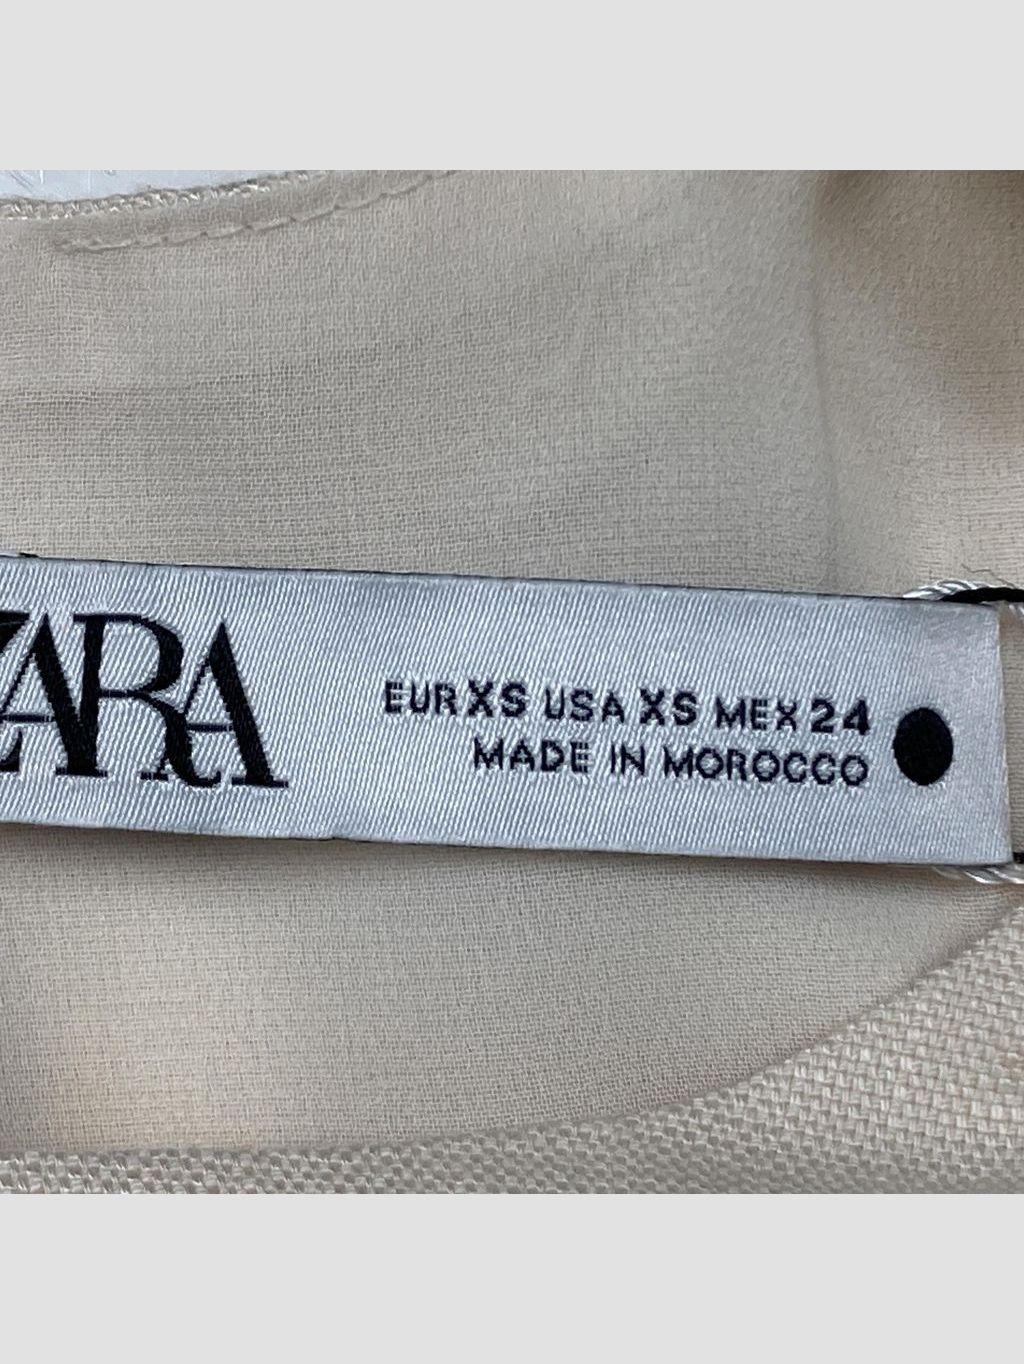 ZARA
EUR XS USA XS MEX 24
MADE IN MOROCCO